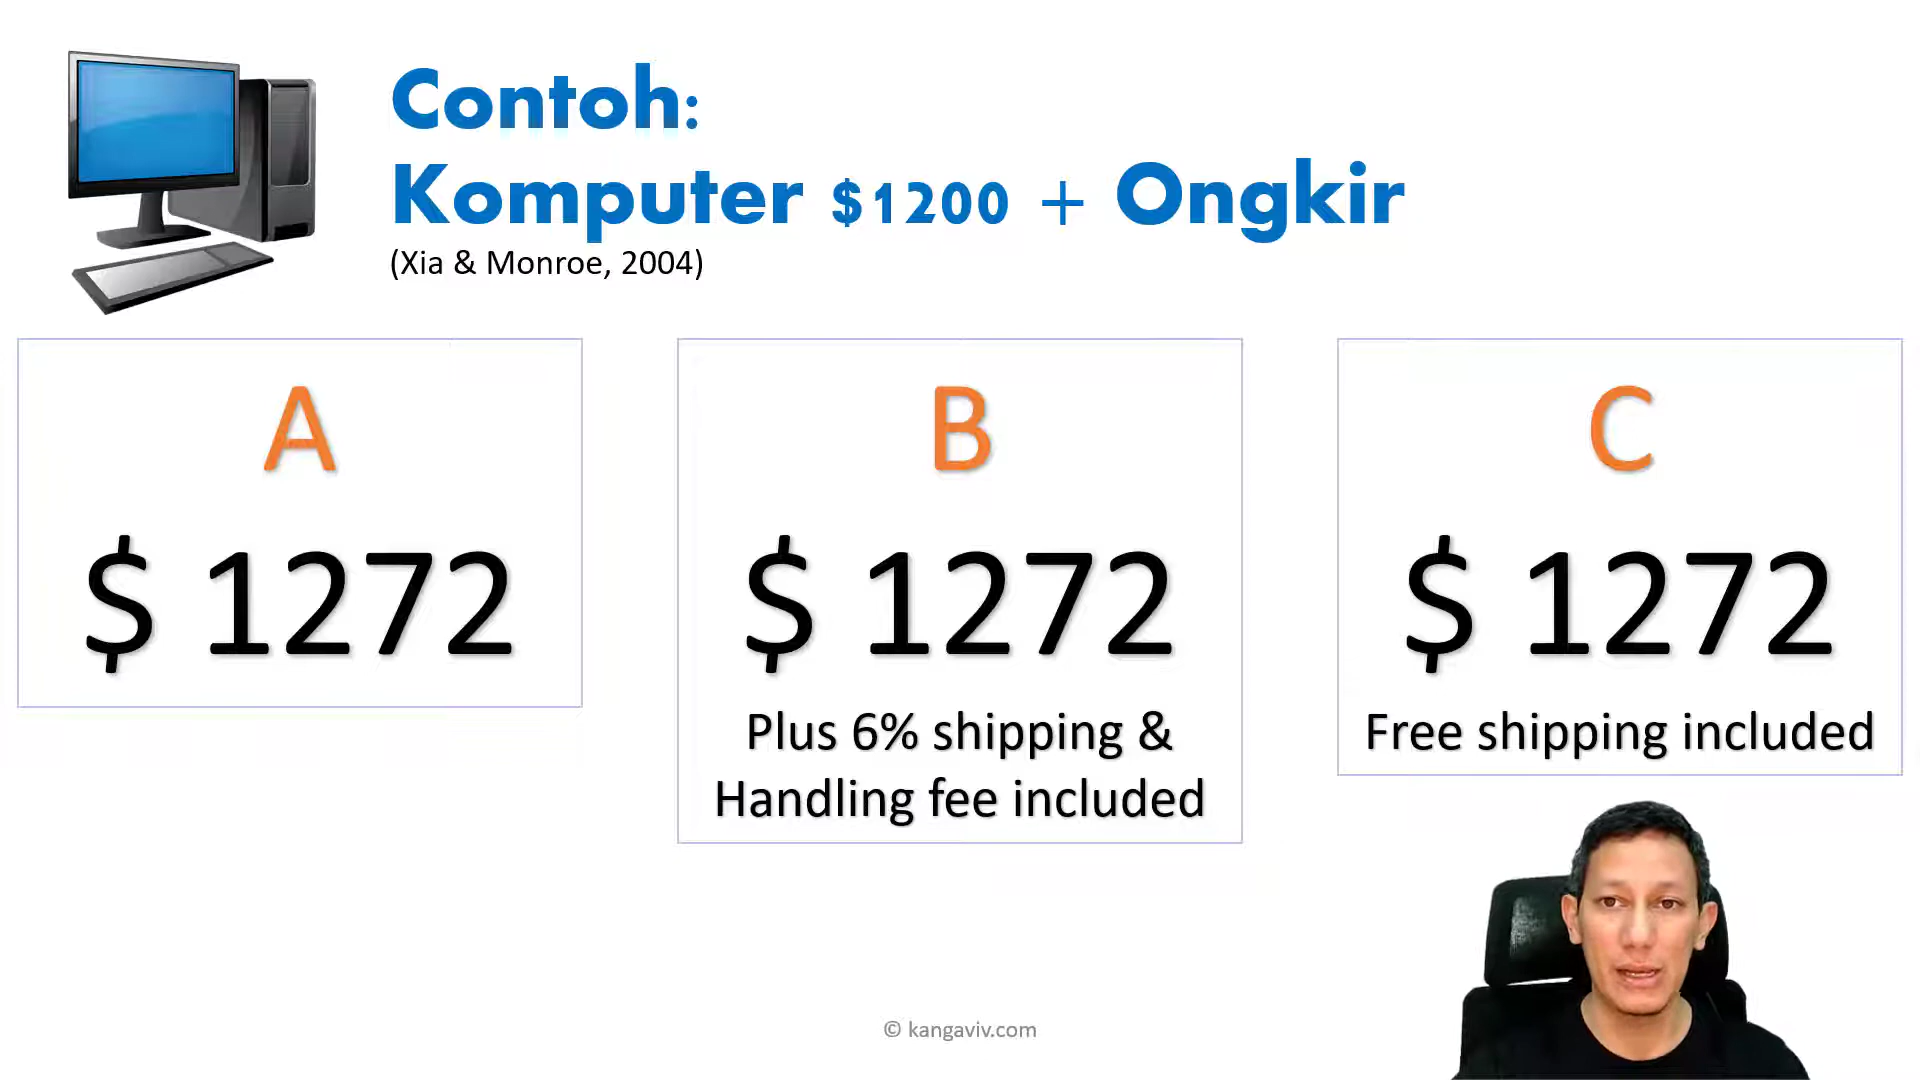 Contoh:
Komputer $1200 + Ongkir
(Xia & Monroe, 2004)
A
$ 1272
B
$ 1272
Plus 6% shipping &
Handling fee included
C
$ 1272
Free shipping included
© kangaviv.com